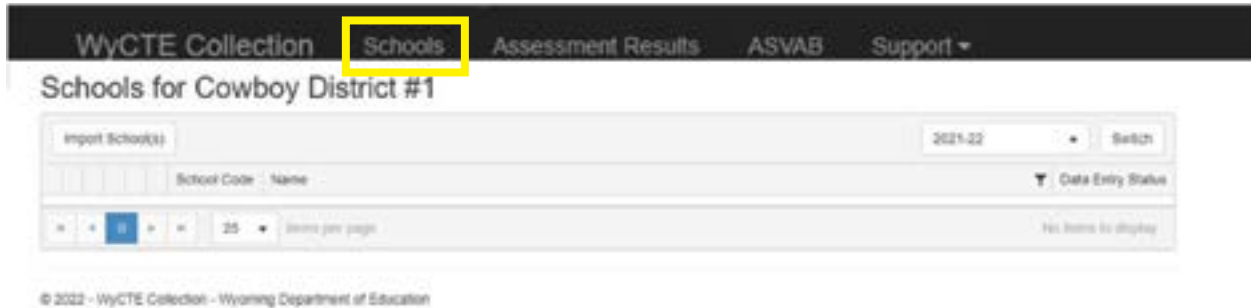 WyCTE Collection Schools Assessment Results ASVAB Support
Schools for Cowboy District #1
Import School(s) 2021-22 Switch
School Code Name Data Entry Status
0 25 items per page No items to display
© 2022 - WyCTE Collection - Wyoming Department of Education